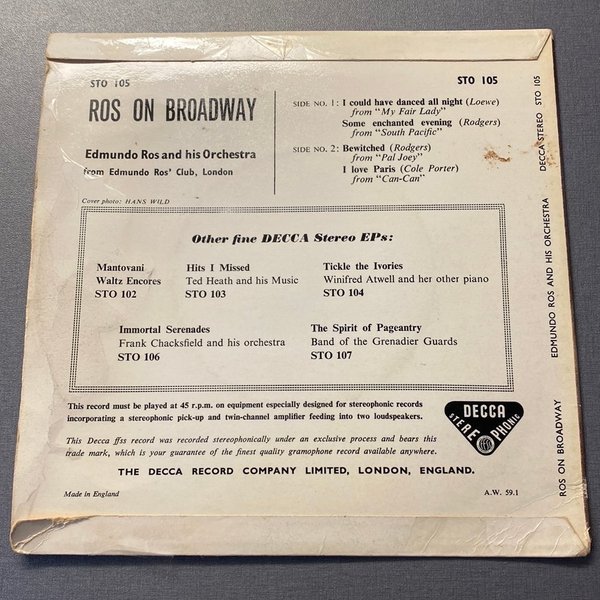 STO 105
STO 105
ROS ON BROADWAY
Edmundo Ros and his Orchestra
from Edmundo Ros' Club, London
SIDE NO. 1: I could have danced all night (Loewe)
from "My Fair Lady"
Some enchanted evening (Rodgers)
from "South Pacific"
SIDE NO. 2: Bewitched (Rodgers)
from "Pal Joey"
I love Paris (Cole Porter)
from "Can-Can"
Cover photo: HANS WILD
Other fine DECCA Stereo EPs:
Mantovani
Waltz Encores
STO 102
Hits I Missed
Ted Heath and his Music
STO 103
Tickle the Ivories
Winifred Atwell and her other piano
STO 104
Immortal Serenades
Frank Chacksfield and his orchestra
STO 106
The Spirit of Pageantry
Band of the Grenadier Guards
STO 107
This record must be played at 45 r.p.m. on equipment especially designed for stereophonic records
incorporating a stereophonic pick-up and twin-channel amplifier feeding into two loudspeakers.
This Decca ffss record was recorded stereophonically under an exclusive process and bears this
trade mark, which is your guarantee of the finest quality gramophone record available anywhere.
DECCA
STEREOPHONIC
THE DECCA RECORD COMPANY LIMITED, LONDON, ENGLAND.
Made in England
A.W. 59.1
ROS ON BROADWAY EDMUNDO ROS AND HIS ORCHESTRA DECCA STEREO STO 105